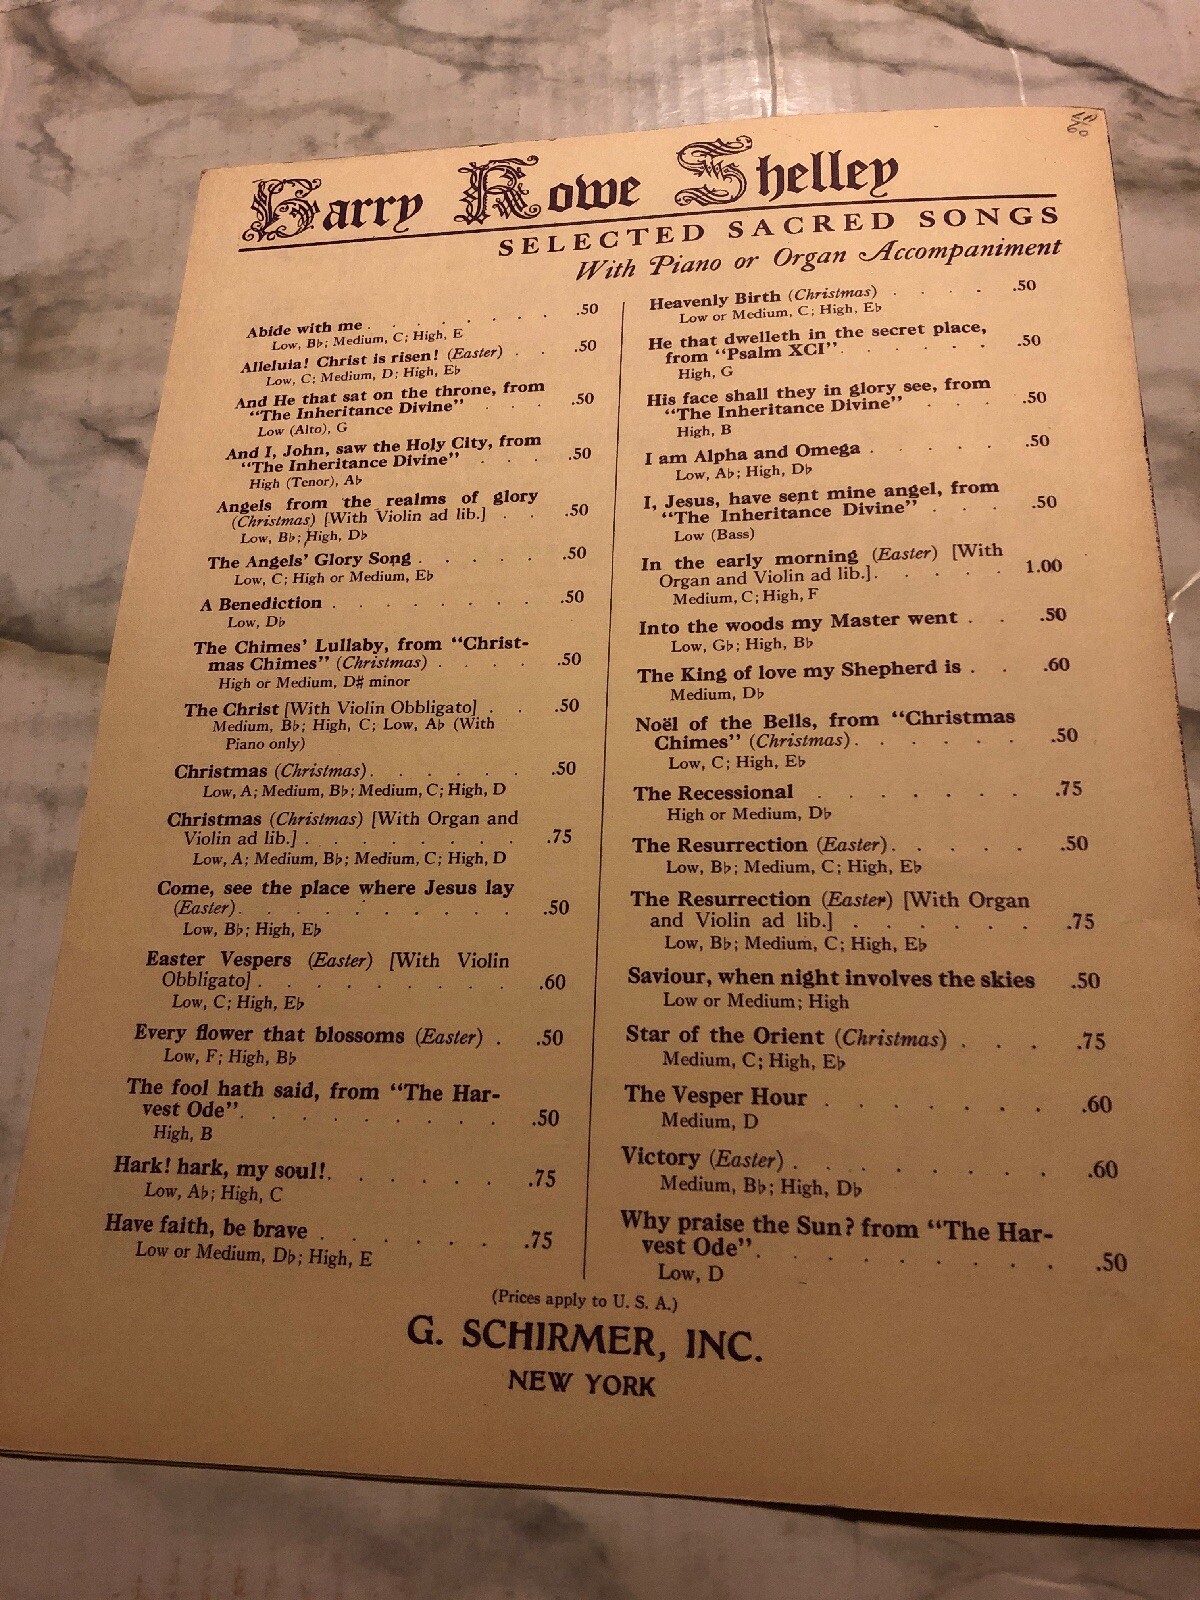 Harry Rowe Shelley
SELECTED SACRED SONGS
With Piano or Organ Accompaniment
Abide with me . . . . . . . . .50
Low, B♭; Medium, C; High, E
Alleluia! Christ is risen! (Easter) . . .50
Low, C; Medium, D; High, E♭
And He that sat on the throne, from
"The Inheritance Divine" . . . .50
Low (Alto), G
And I, John, saw the Holy City, from
"The Inheritance Divine" . . . .50
High (Tenor), A♭
Angels from the realms of glory
(Christmas) [With Violin ad lib.] . . .50
Low, B♭; High, D♭
The Angels' Glory Song . . . . . .50
Low, C; High or Medium, E♭
A Benediction . . . . . . . . .50
Low, D♭
The Chimes' Lullaby, from "Christ-
mas Chimes" (Christmas) . . . . .50
High or Medium, D# minor
The Christ [With Violin Obbligato] . . .50
Medium, B♭; High, C; Low, A♭ (With
Piano only)
Christmas (Christmas) . . . . . .50
Low, A; Medium, B♭; Medium, C; High, D
Christmas (Christmas) [With Organ and
Violin ad lib.] . . . . . . . . .75
Low, A; Medium, B♭; Medium, C; High, D
Come, see the place where Jesus lay
(Easter) . . . . . . . . . .50
Low, B♭; High, E♭
Easter Vespers (Easter) [With Violin
Obbligato] . . . . . . . . . .60
Low, C; High, E♭
Every flower that blossoms (Easter) . .50
Low, F; High, B♭
The fool hath said, from "The Har-
vest Ode" . . . . . . . . .50
High, B
Hark! hark, my soul! . . . . . .75
Low, A♭; High, C
Have faith, be brave . . . . . .75
Low or Medium, D♭; High, E
Heavenly Birth (Christmas) . . . . .50
Low or Medium, C; High, E♭
He that dwelleth in the secret place,
from "Psalm XCI" . . . . . .50
High, G
His face shall they in glory see, from
"The Inheritance Divine" . . . .50
High, B
I am Alpha and Omega . . . . .50
Low, A♭; High, D♭
I, Jesus, have sent mine angel, from
"The Inheritance Divine" . . . .50
Low (Bass)
In the early morning (Easter) [With
Organ and Violin ad lib.] . . . . . 1.00
Medium, C; High, F
Into the woods my Master went . . .50
Low, G♭; High, B♭
The King of love my Shepherd is . . .60
Medium, D♭
Noël of the Bells, from "Christmas
Chimes" (Christmas) . . . . . .50
Low, C; High, E♭
The Recessional . . . . . . .75
High or Medium, D♭
The Resurrection (Easter) . . . . .50
Low, B♭; Medium, C; High, E♭
The Resurrection (Easter) [With Organ
and Violin ad lib.] . . . . . . .75
Low, B♭; Medium, C; High, E♭
Saviour, when night involves the skies .50
Low or Medium; High
Star of the Orient (Christmas) . . . .75
Medium, C; High, E♭
The Vesper Hour . . . . . . . .60
Medium, D
Victory (Easter) . . . . . . . .60
Medium, B♭; High, D♭
Why praise the Sun? from "The Har-
vest Ode" . . . . . . . . .50
Low, D
(Prices apply to U. S. A.)
G. SCHIRMER, INC.
NEW YORK